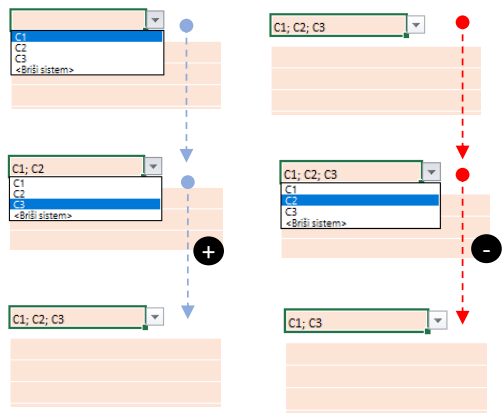 C1
C2
C3
<Briši sistem>
C1; C2
C1
C2
C3
<Briši sistem>
+
C1; C2; C3
C1; C2; C3
C1; C2; C3
C1
C2
C3
<Briši sistem>
-
C1; C3